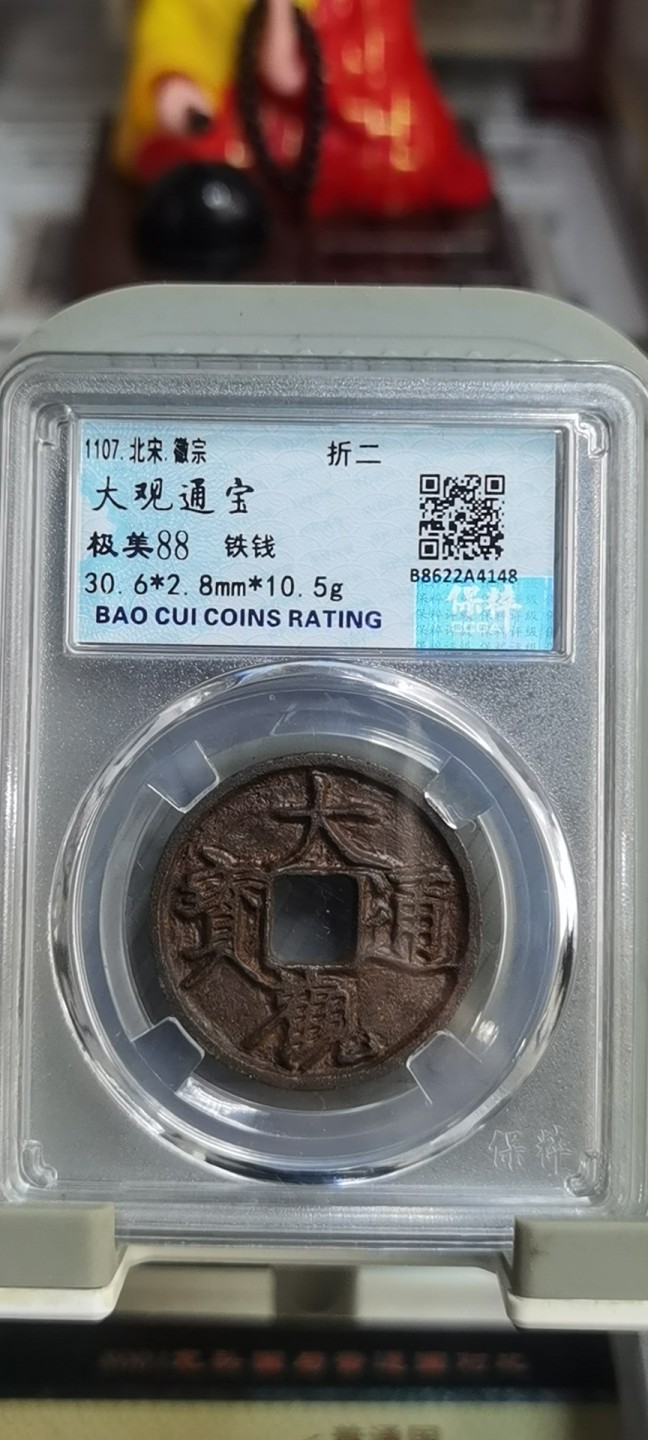 1107.北宋.徽宗 折二
大观通宝
极美88 铁钱
30.6*2.8mm*10.5g
B8622A4148
BAO CUI COINS RATING
保粹
大
寳 通
觀
保粹